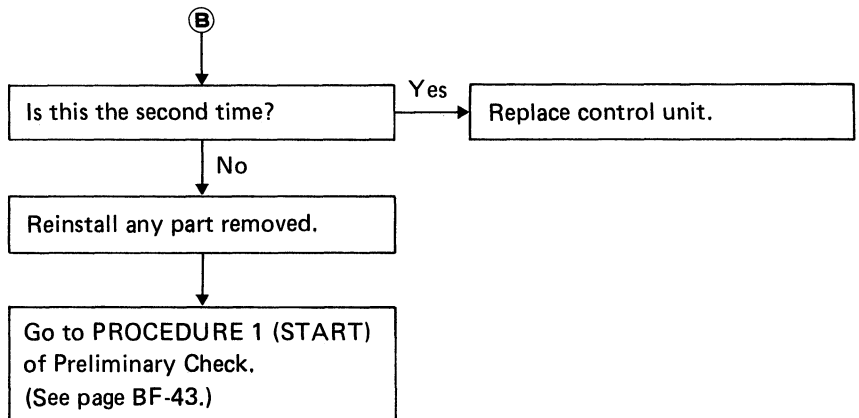 B
Is this the second time?
Yes
Replace control unit.
No
Reinstall any part removed.
Go to PROCEDURE 1 (START)
of Preliminary Check.
(See page BF-43.)